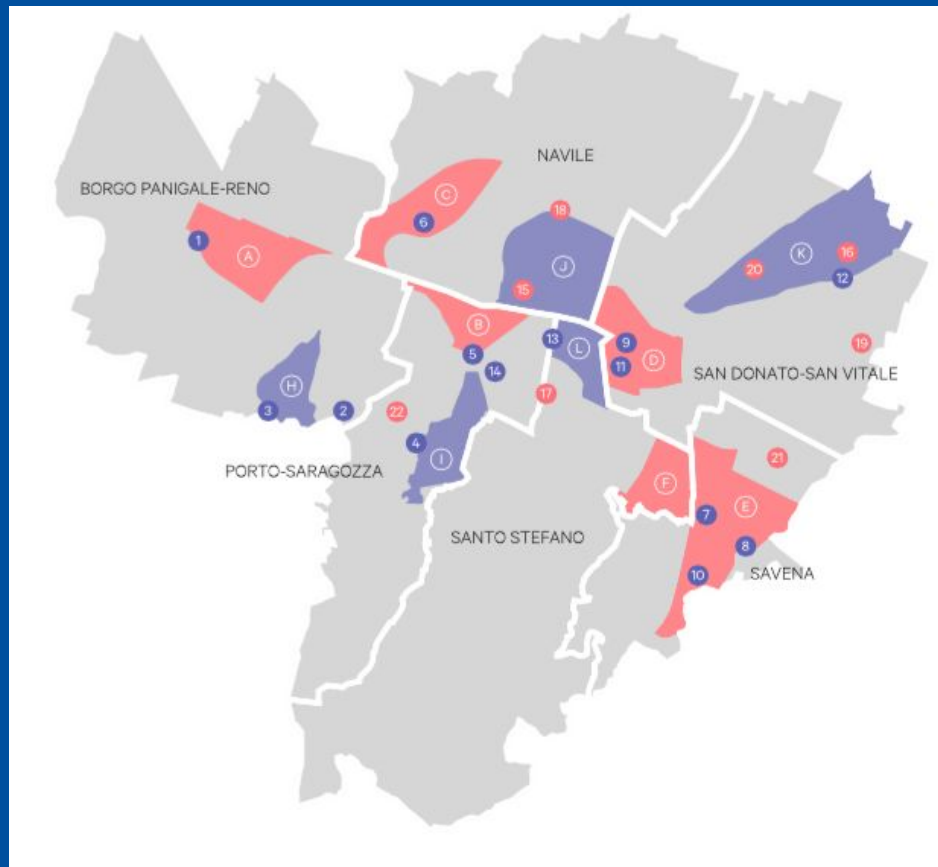 NAVILE
BORGO PANIGALE-RENO
C
6
18
1
A
J
K
16
20
12
15
B
13
L
9
D
19
5
11
14
SAN DONATO-SAN VITALE
H
17
3
2
22
4
I
PORTO-SARAGOZZA
21
F
E
7
SANTO STEFANO
8
10
SAVENA